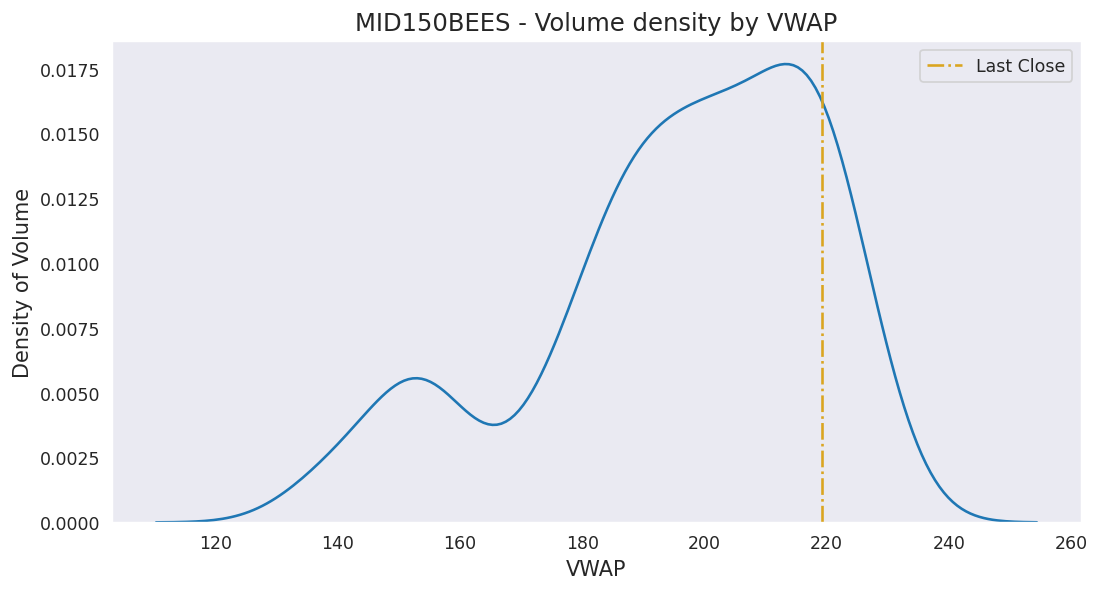 MID150BEES - Volume density by VWAP
Last Close
Density of Volume
0.0175
0.0150
0.0125
0.0100
0.0075
0.0050
0.0025
0.0000
120 140 160 180 200 220 240 260
VWAP